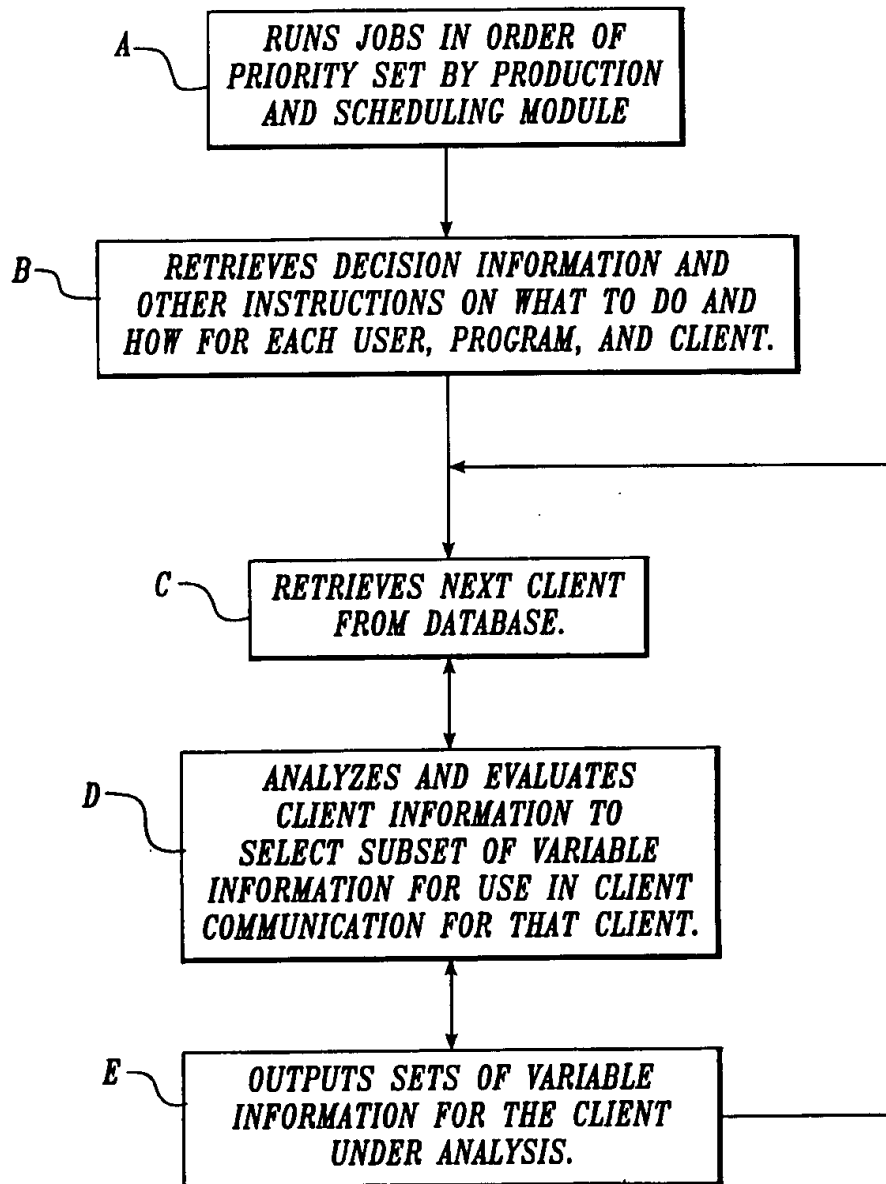 A
RUNS JOBS IN ORDER OF
PRIORITY SET BY PRODUCTION
AND SCHEDULING MODULE
B
RETRIEVES DECISION INFORMATION AND
OTHER INSTRUCTIONS ON WHAT TO DO AND
HOW FOR EACH USER, PROGRAM, AND CLIENT.
C
RETRIEVES NEXT CLIENT
FROM DATABASE.
D
ANALYZES AND EVALUATES
CLIENT INFORMATION TO
SELECT SUBSET OF VARIABLE
INFORMATION FOR USE IN CLIENT
COMMUNICATION FOR THAT CLIENT.
E
OUTPUTS SETS OF VARIABLE
INFORMATION FOR THE CLIENT
UNDER ANALYSIS.